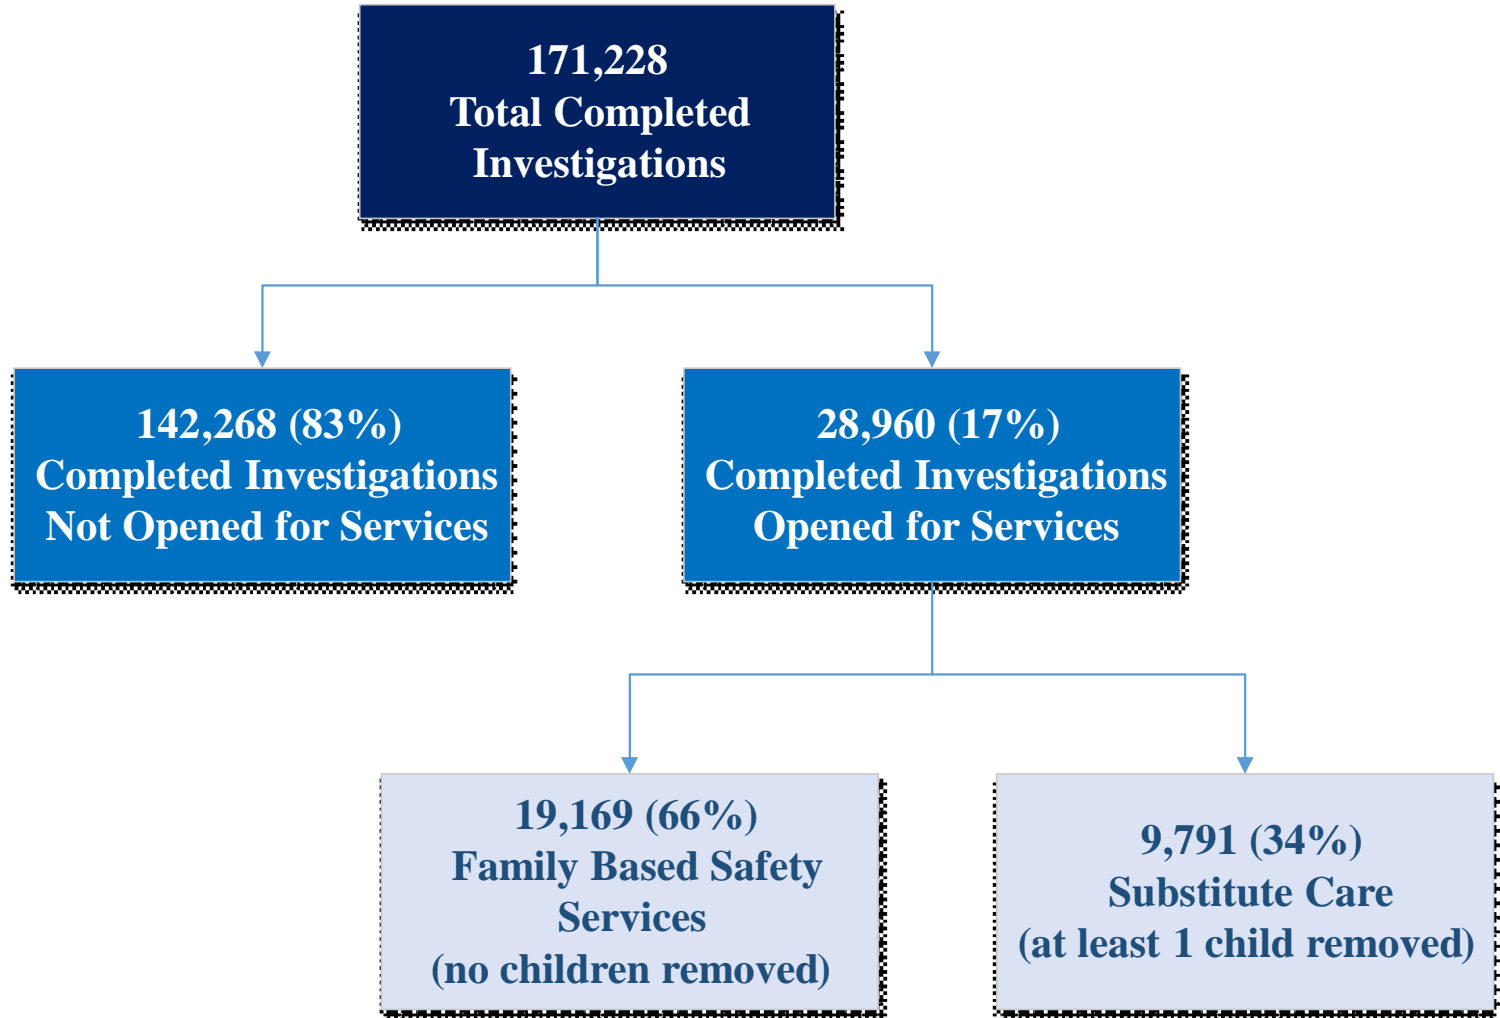 171,228
Total Completed
Investigations
142,268 (83%)
Completed Investigations
Not Opened for Services
28,960 (17%)
Completed Investigations
Opened for Services
19,169 (66%)
Family Based Safety
Services
(no children removed)
9,791 (34%)
Substitute Care
(at least 1 child removed)